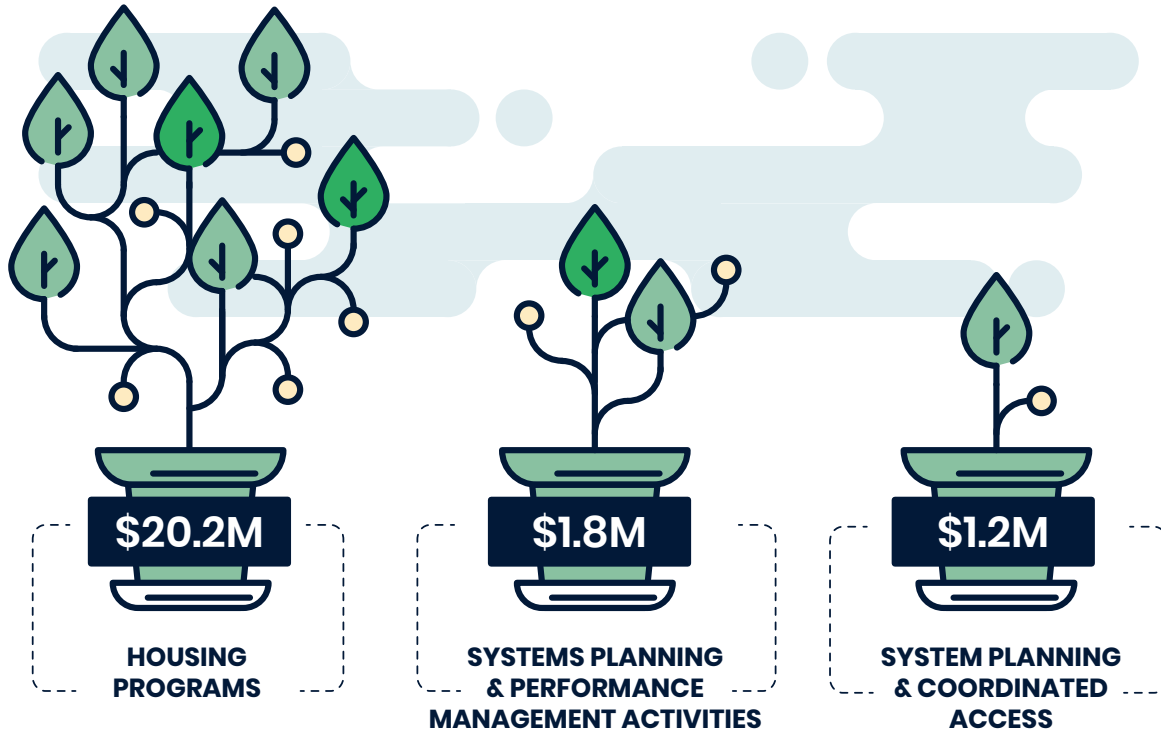 $20.2M
HOUSING
PROGRAMS
$1.8M
SYSTEMS PLANNING
& PERFORMANCE
MANAGEMENT ACTIVITIES
$1.2M
SYSTEM PLANNING
& COORDINATED
ACCESS